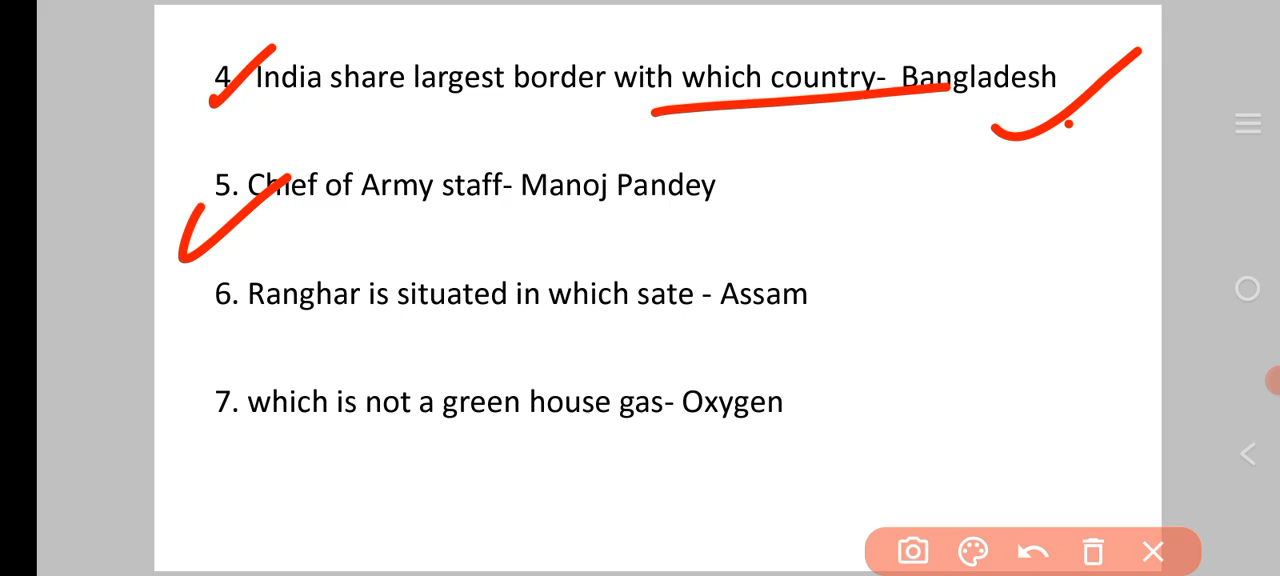 4. India share largest border with which country- Bangladesh
5. Chief of Army staff- Manoj Pandey
6. Ranghar is situated in which sate - Assam
7. which is not a green house gas- Oxygen